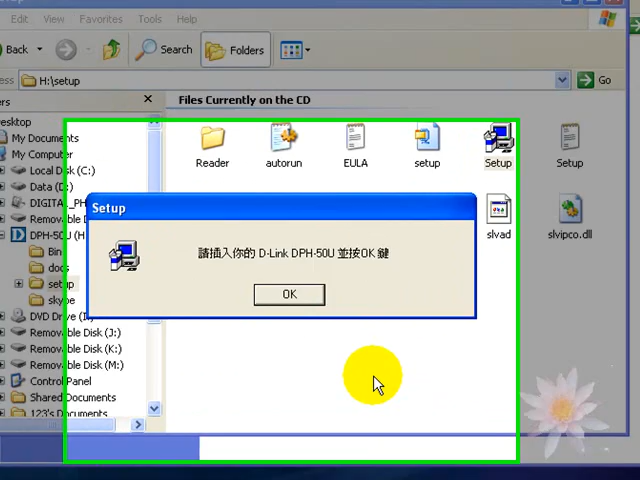 Edit View Favorites Tools Help
Back Search Folders
H:\setup Go
Files Currently on the CD
My Documents
My Computer
Local Disk (C:)
Data (D:)
Removable
DPH-50U (H
Bin
docs
setup
skype
DVD Drive
Removable Disk (J:)
Removable Disk (K:)
Removable Disk (M:)
Control Panel
Shared Documents
123's Documents
Reader autorun EULA setup Setup Setup
slvad slvipco.dll
Setup
請插入你的 D-Link DPH-50U 並按OK 鍵
OK